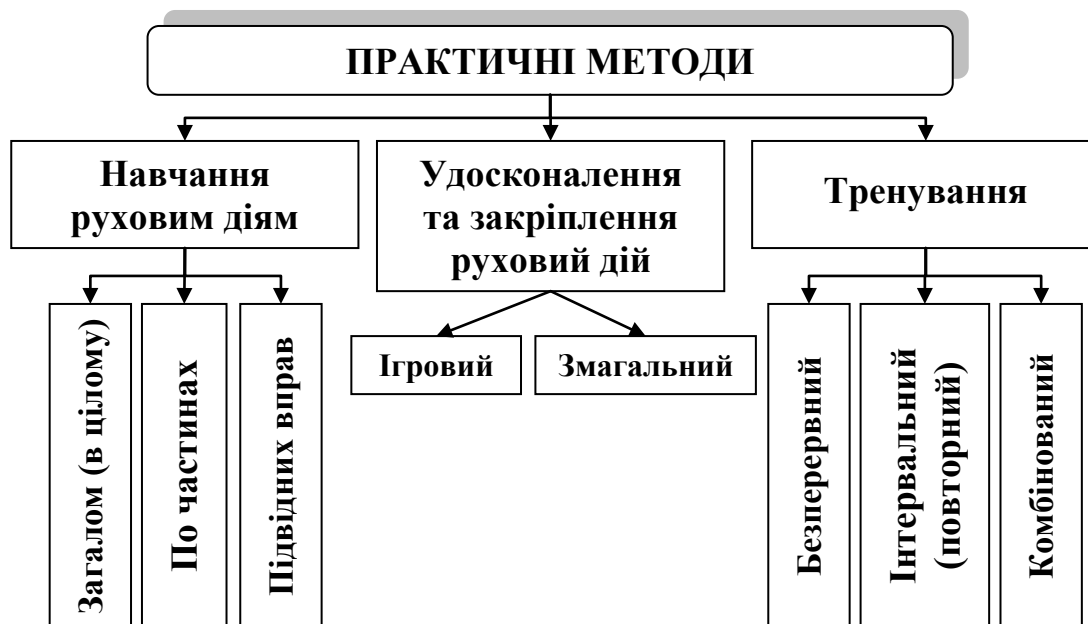 ПРАКТИЧНІ МЕТОДИ
Навчання
руховим діям
Удосконалення
та закріплення
руховий дій
Тренування
Загалом (в цілому)
По частинах
Підвідних вправ
Ігровий
Змагальний
Безперервний
Інтервальний
(повторний)
Комбінований